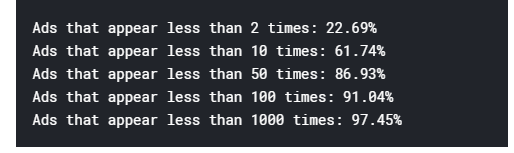 Ads that appear less than 2 times: 22.69%
Ads that appear less than 10 times: 61.74%
Ads that appear less than 50 times: 86.93%
Ads that appear less than 100 times: 91.04%
Ads that appear less than 1000 times: 97.45%